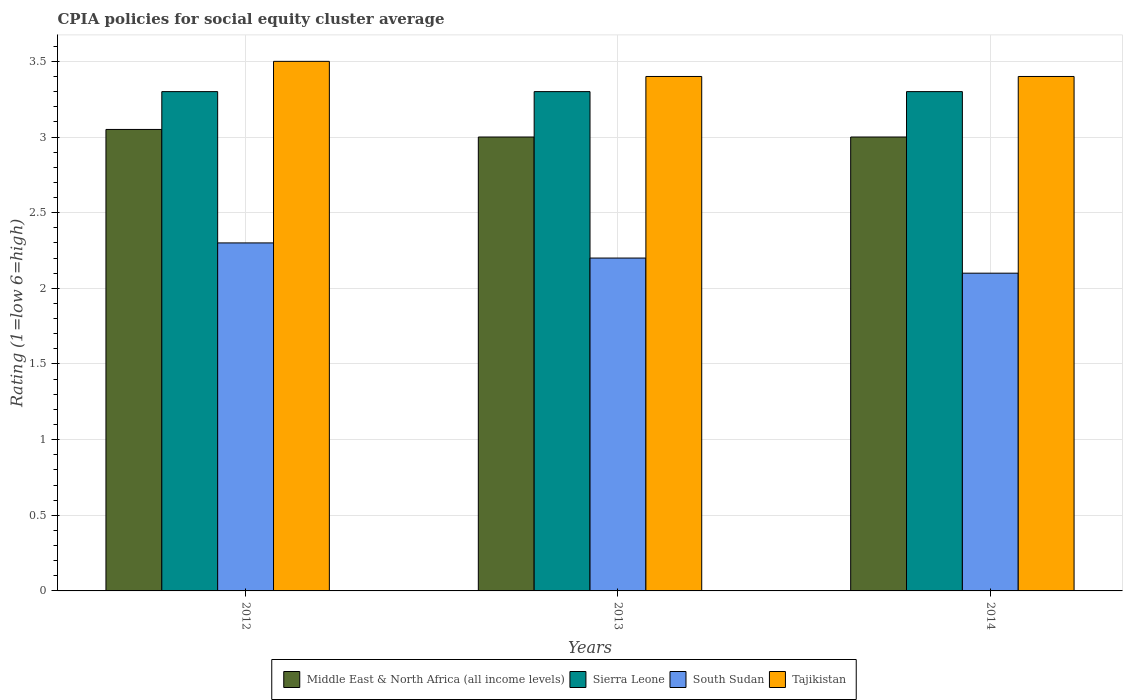 CPIA policies for social equity cluster average
Rating (1=low 6=high)
3.5
3
2.5
2
1.5
1
0.5
0
2012
2013
2014
Years
Middle East & North Africa (all income levels)
Sierra Leone
South Sudan
Tajikistan